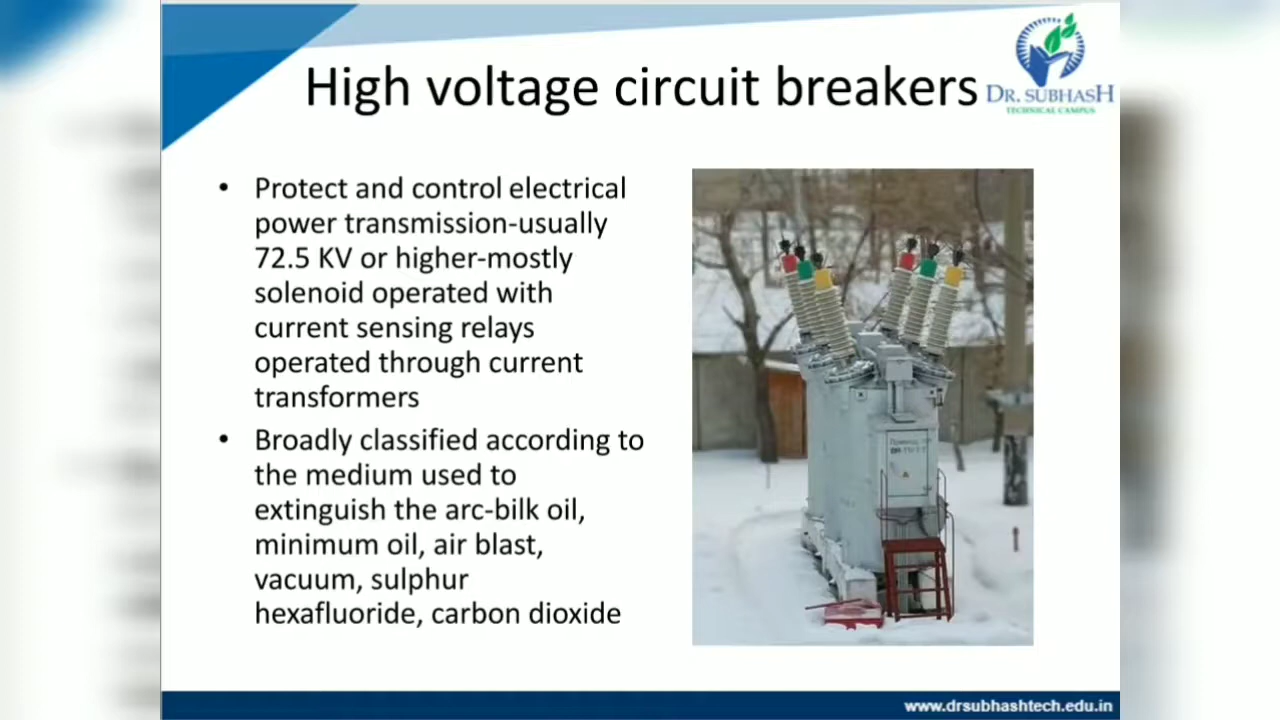 High voltage circuit breakers
DR. SUBHASH
TECHNICAL CAMPUS
• Protect and control electrical
power transmission-usually
72.5 KV or higher-mostly
solenoid operated with
current sensing relays
operated through current
transformers
• Broadly classified according to
the medium used to
extinguish the arc-bilk oil,
minimum oil, air blast,
vacuum, sulphur
hexafluoride, carbon dioxide
www.drsubhashtech.edu.in